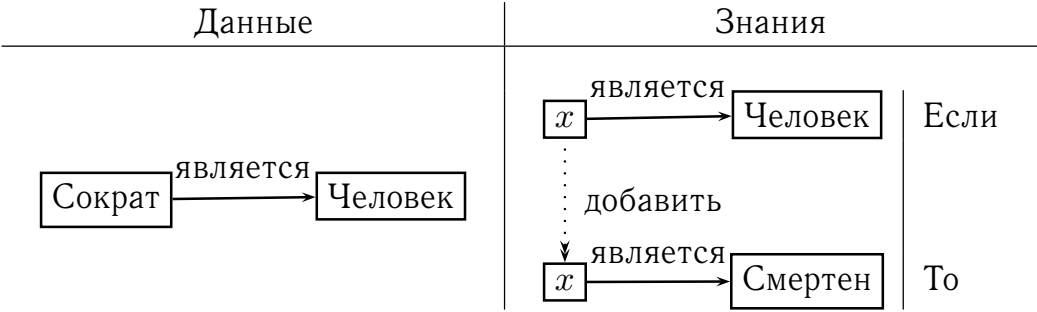 Данные
Знания
Сократ является Человек
x является Человек Если
добавить
x является Смертен То